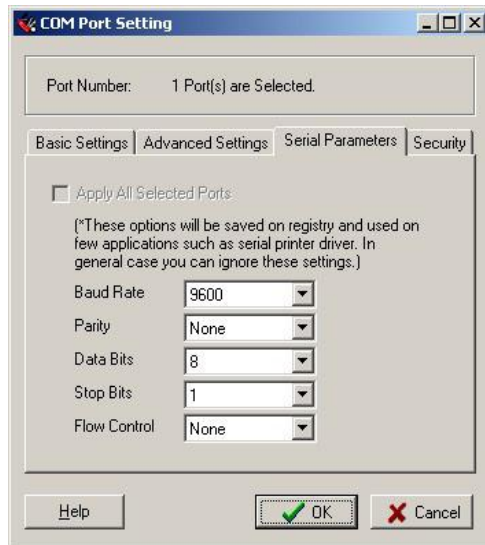 COM Port Setting
Port Number: 1 Port(s) are Selected.
Basic Settings Advanced Settings Serial Parameters Security
Apply All Selected Ports
(*These options will be saved on registry and used on
few applications such as serial printer driver. In
general case you can ignore these settings.)
Baud Rate 9600
Parity None
Data Bits 8
Stop Bits 1
Flow Control None
Help OK Cancel